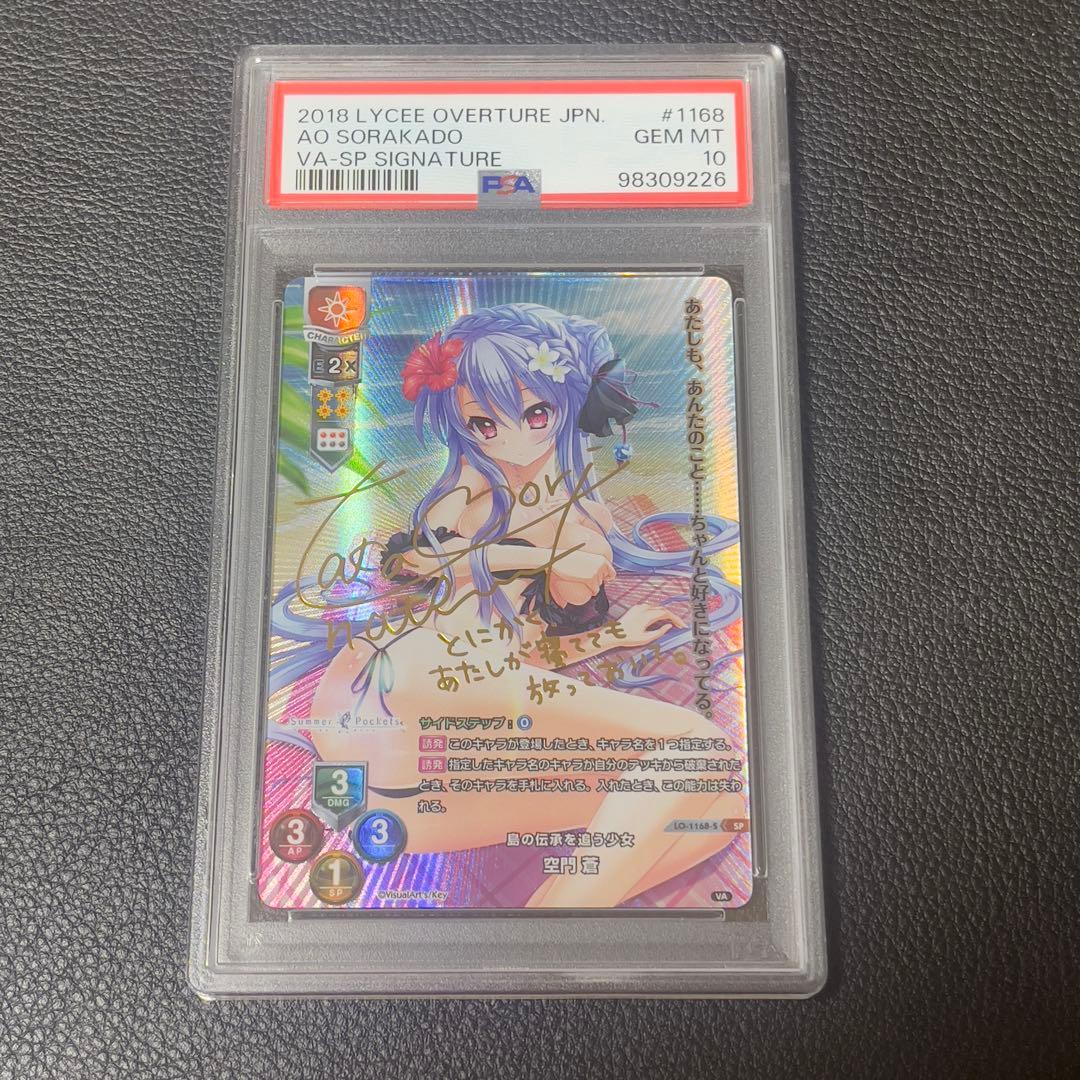 2018 LYCEE OVERTURE JPN. #1168
AO SORAKADO GEM MT
VA-SP SIGNATURE 10
98309226
PSA
CHARACTER
E 2 X
あたしも、あんたのこと……ちゃんと好きになってる。
natsu
とにかく
あたしが寝てても
放っておいて。
Summer Pockets
サイドステップ:0
誘発 このキャラが登場したとき、キャラ名を1つ指定する。
誘発 指定したキャラ名のキャラが自分のデッキから破棄された
とき、そのキャラを手札に入れる。入れたとき、この能力は失わ
れる。
3
DMG
LO-1168-S SP
3
AP
3
島の伝承を追う少女
空門 蒼
1
SP
©VisualArt's/Key
VA